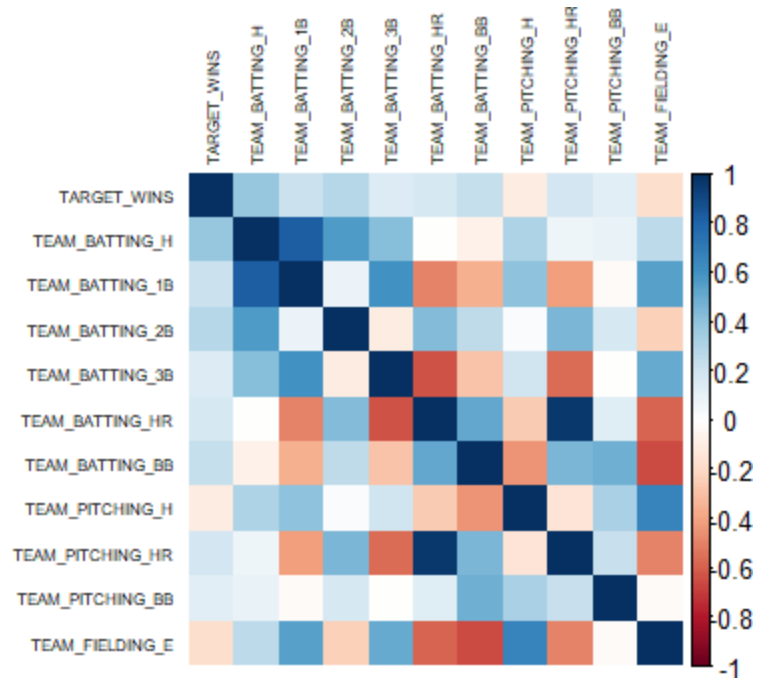 TARGET_WINS
TEAM_BATTING_H
TEAM_BATTING_1B
TEAM_BATTING_2B
TEAM_BATTING_3B
TEAM_BATTING_HR
TEAM_BATTING_BB
TEAM_PITCHING_H
TEAM_PITCHING_HR
TEAM_PITCHING_BB
TEAM_FIELDING_E
TARGET_WINS
TEAM_BATTING_H
TEAM_BATTING_1B
TEAM_BATTING_2B
TEAM_BATTING_3B
TEAM_BATTING_HR
TEAM_BATTING_BB
TEAM_PITCHING_H
TEAM_PITCHING_HR
TEAM_PITCHING_BB
TEAM_FIELDING_E
1
0.8
0.6
0.4
0.2
0
-0.2
-0.4
-0.6
-0.8
-1